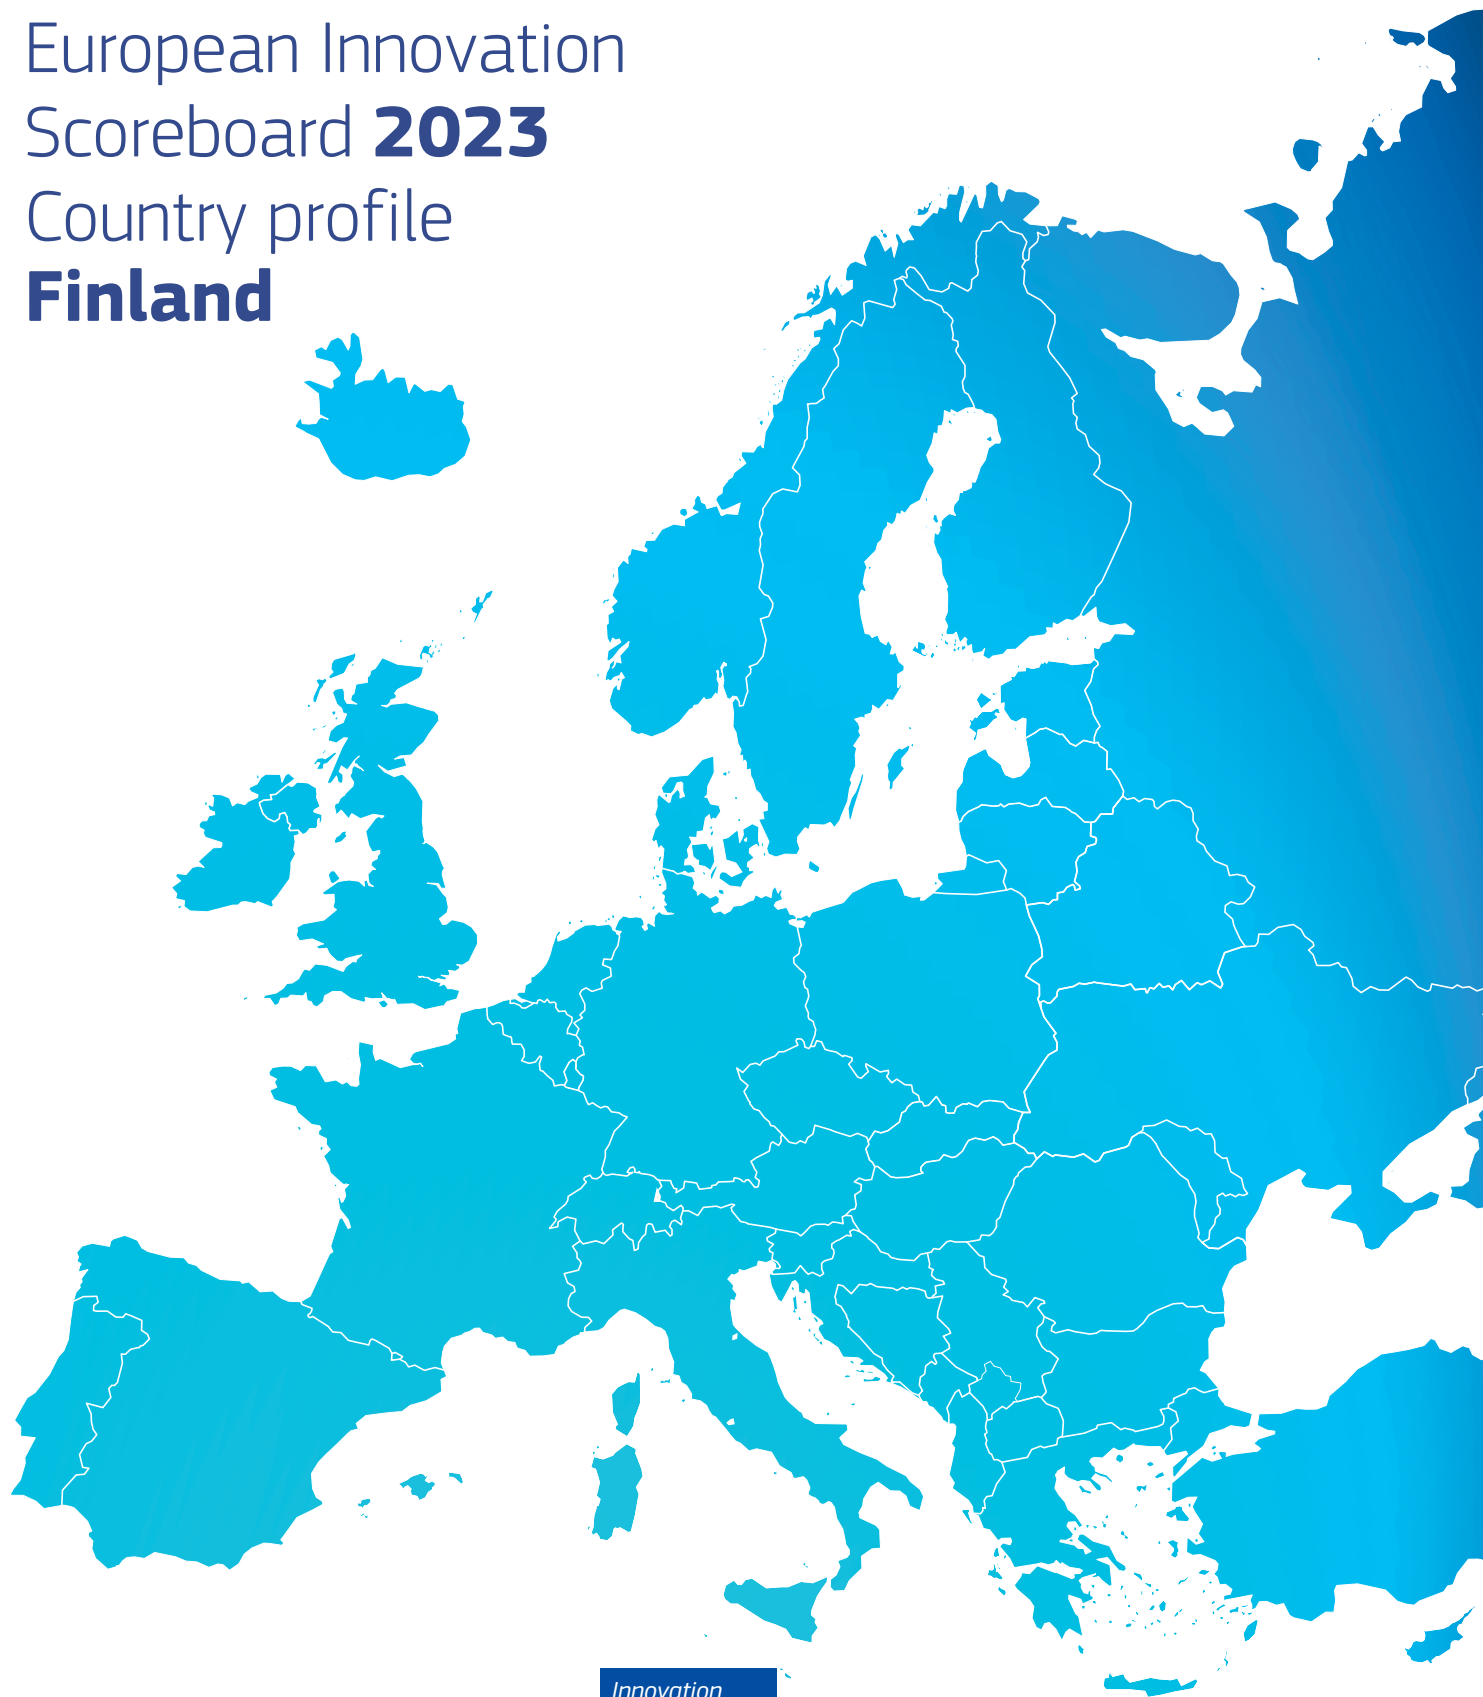 European Innovation
Scoreboard 2023
Country profile
Finland
Innovation